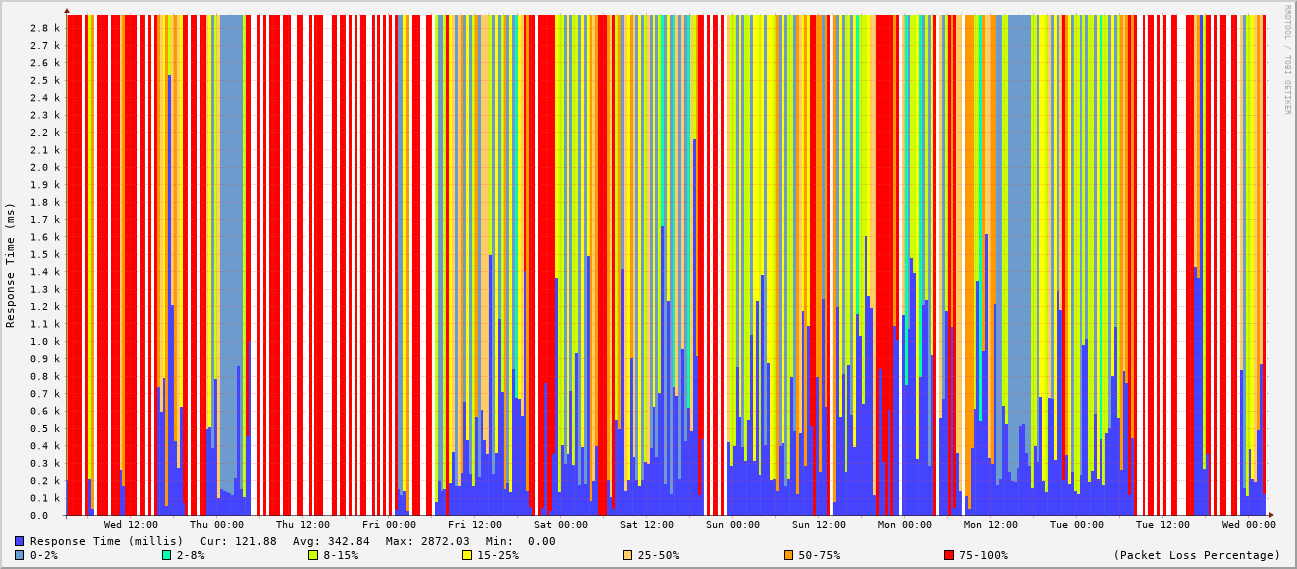 RRDTOOL / TOBI OETIKER
Response Time (ms)
2.8 k
2.7 k
2.6 k
2.5 k
2.4 k
2.3 k
2.2 k
2.1 k
2.0 k
1.9 k
1.8 k
1.7 k
1.6 k
1.5 k
1.4 k
1.3 k
1.2 k
1.1 k
1.0 k
0.9 k
0.8 k
0.7 k
0.6 k
0.5 k
0.4 k
0.3 k
0.2 k
0.1 k
0.0
Wed 12:00 Thu 00:00 Thu 12:00 Fri 00:00 Fri 12:00 Sat 00:00 Sat 12:00 Sun 00:00 Sun 12:00 Mon 00:00 Mon 12:00 Tue 00:00 Tue 12:00 Wed 00:00
Response Time (millis) Cur: 121.88 Avg: 342.84 Max: 2872.03 Min: 0.00
0-2% 2-8% 8-15% 15-25% 25-50% 50-75% 75-100% (Packet Loss Percentage)